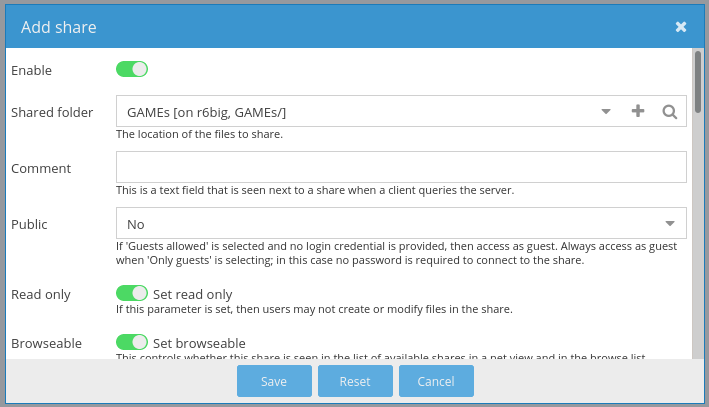 Add share
Enable
Shared folder
GAMEs [on r6big, GAMEs/]
The location of the files to share.
Comment
This is a text field that is seen next to a share when a client queries the server.
Public
No
If 'Guests allowed' is selected and no login credential is provided, then access as guest. Always access as guest
when 'Only guests' is selecting; in this case no password is required to connect to the share.
Read only
Set read only
If this parameter is set, then users may not create or modify files in the share.
Browseable
Set browseable
This controls whether this share is seen in the list of available shares in a net view and in the browse list.
Save
Reset
Cancel